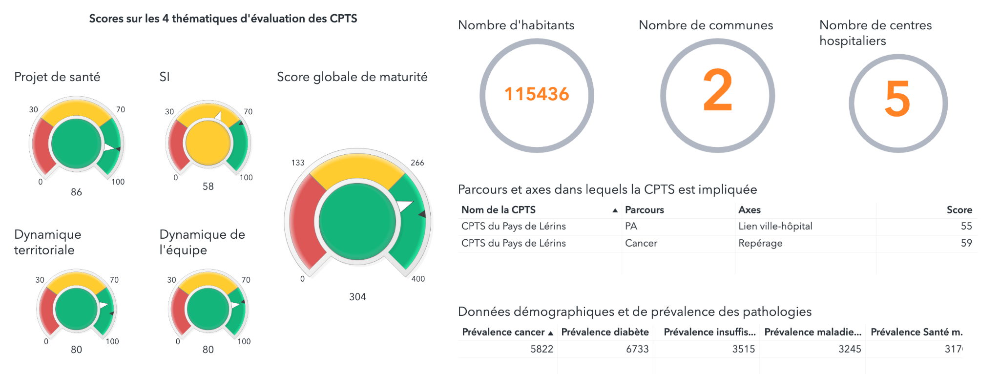 Scores sur les 4 thématiques d'évaluation des CPTS
Projet de santé
30
70
0
100
86
SI
30
70
0
100
58
Score globale de maturité
133
266
0
400
304
Dynamique
territoriale
30
70
0
100
80
Dynamique de
l'équipe
30
70
0
100
80
Nombre d'habitants
115436
Nombre de communes
2
Nombre de centres
hospitaliers
5
Parcours et axes dans lequels la CPTS est impliquée
Nom de la CPTS ▲ Parcours Axes Score
CPTS du Pays de Lérins PA Lien ville-hôpital 55
CPTS du Pays de Lérins Cancer Repérage 59
Données démographiques et de prévalence des pathologies
Prévalence cancer ▲ Prévalence diabète Prévalence insuffis... Prévalence maladie... Prévalence Santé m.
5822 6733 3515 3245